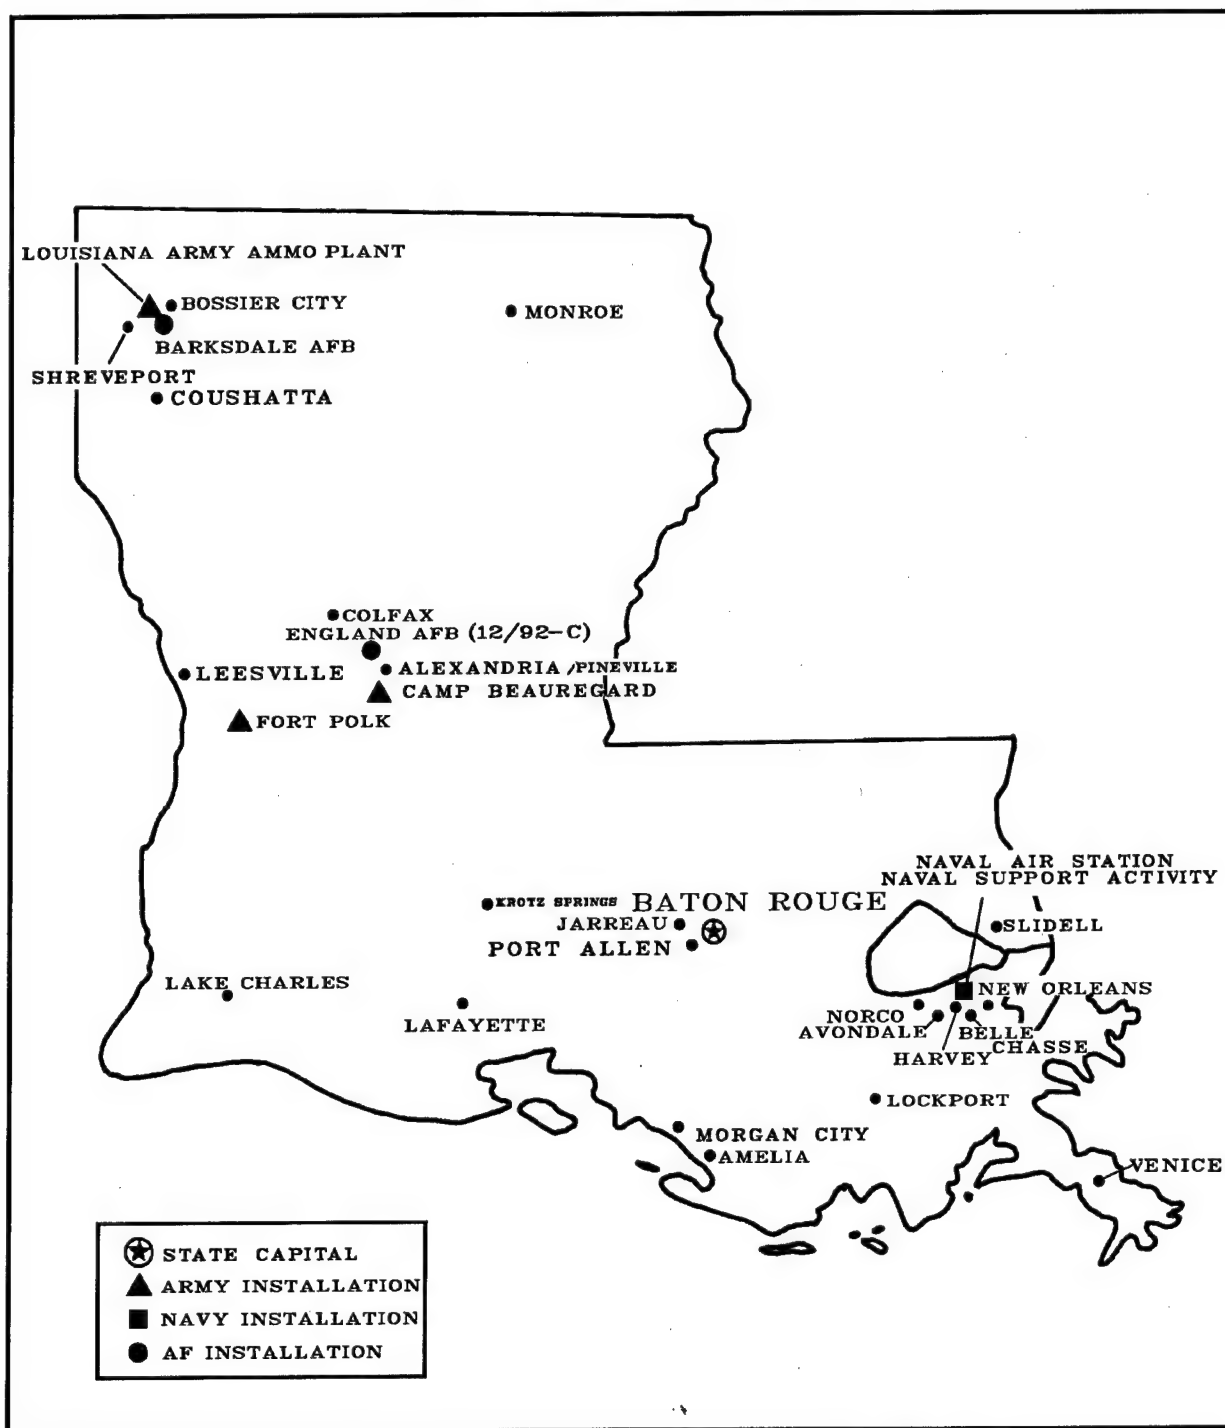 LOUISIANA ARMY AMMO PLANT
BOSSIER CITY
MONROE
BARKSDALE AFB
SHREVEPORT
COUSHATTA
COLFAX
ENGLAND AFB (12/92-C)
LEESVILLE
ALEXANDRIA /PINEVILLE
CAMP BEAUREGARD
FORT POLK
NAVAL AIR STATION
NAVAL SUPPORT ACTIVITY
KROTZ SPRINGS
BATON ROUGE
JARREAU
SLIDELL
PORT ALLEN
LAKE CHARLES
NEW ORLEANS
LAFAYETTE
NORCO
AVONDALE
BELLE
CHASSE
HARVEY
LOCKPORT
MORGAN CITY
AMELIA
VENICE
STATE CAPITAL
ARMY INSTALLATION
NAVY INSTALLATION
AF INSTALLATION